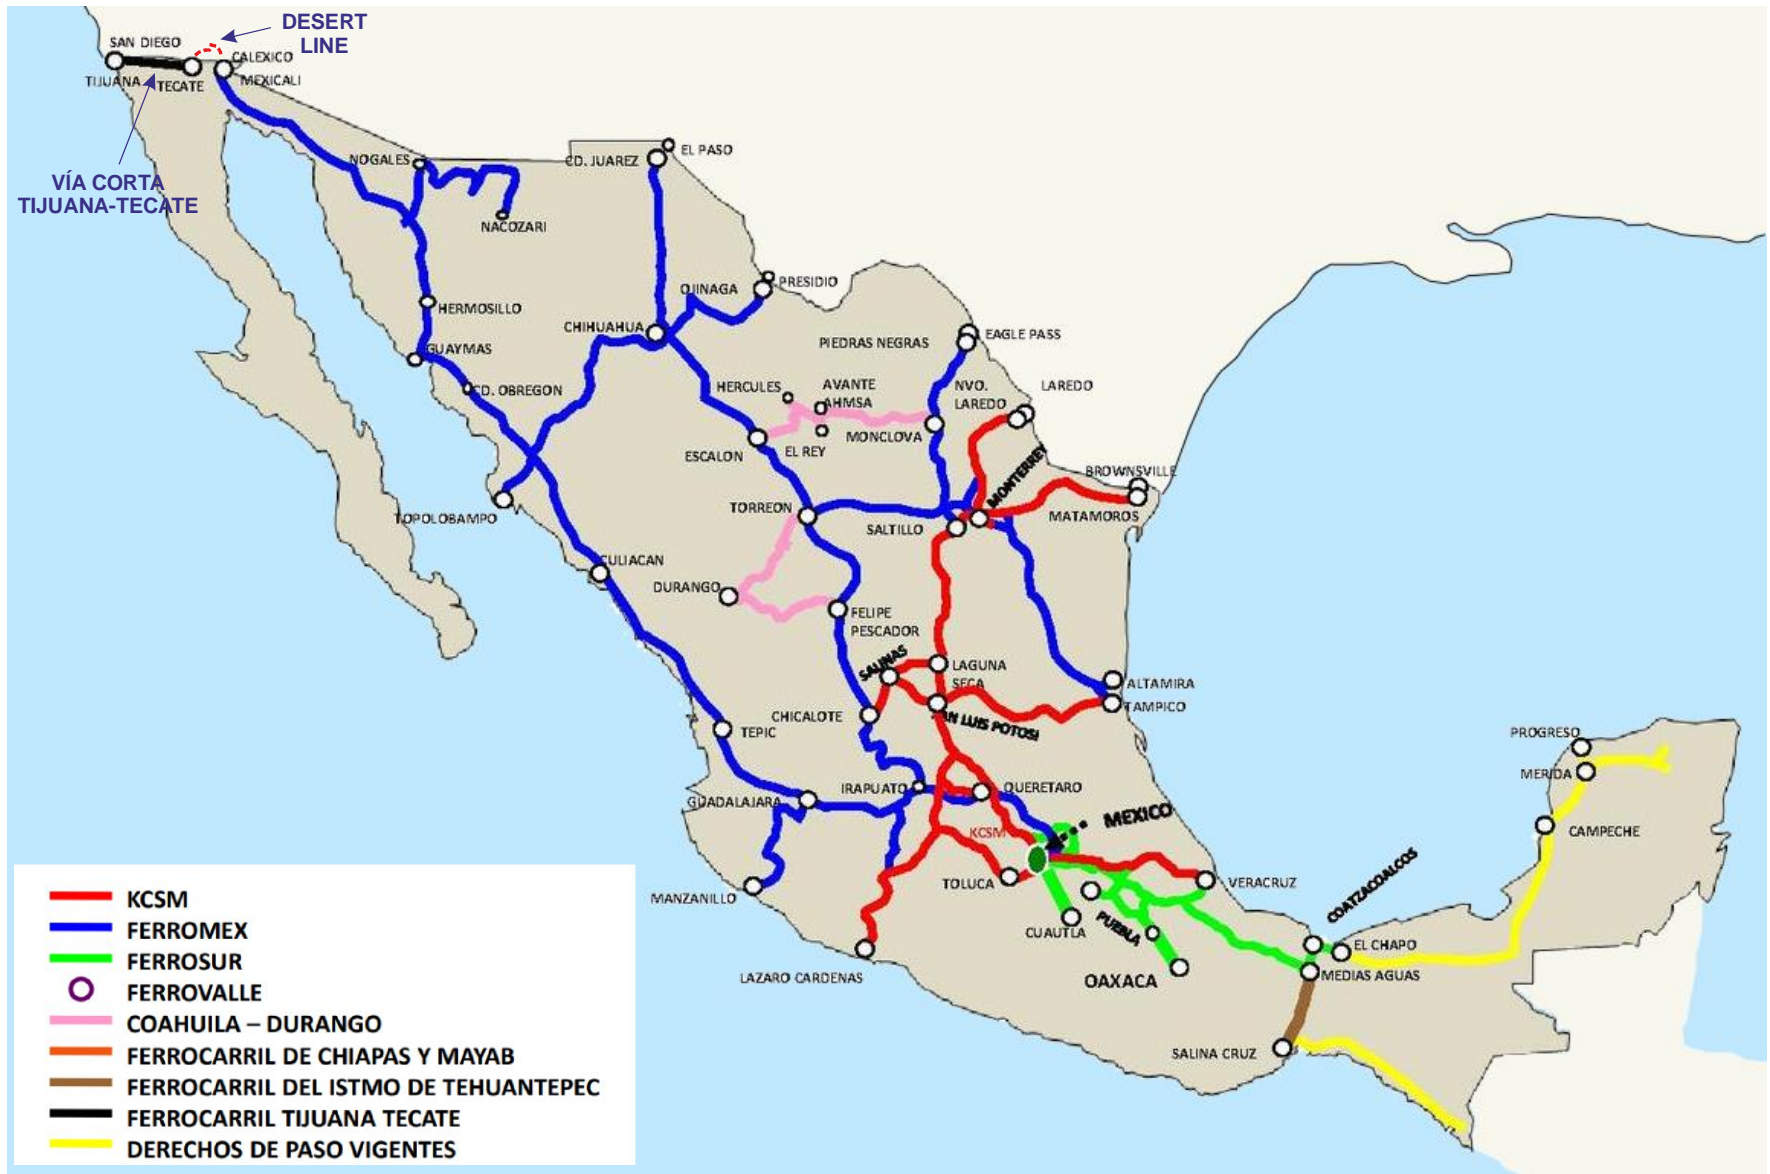 DESERT
LINE
SAN DIEGO
CALEXICO
TIJUANA
TECATE
MEXICALI
VÍA CORTA
TIJUANA-TECATE
NOGALES
NACOZARI
CD. JUAREZ
EL PASO
HERMOSILLO
GUAYMAS
CD. OBREGON
CHIHUAHUA
OJINAGA
PRESIDIO
PIEDRAS NEGRAS
EAGLE PASS
HERCULES
AVANTE
AHMSA
NVO.
LAREDO
LAREDO
ESCALON
EL REY
MONCLOVA
MONTERREY
BROWNSVILLE
MATAMOROS
TOPOLOBAMPO
TORREON
SALTILLO
CULIACAN
DURANGO
FELIPE
PESCADOR
SALINAS
LAGUNA
SECA
ALTAMIRA
TAMPICO
CHICALOTE
AN LUIS POTOSI
TEPIC
GUADALAJARA
IRAPUATO
QUERETARO
KCSM
MEXICO
PROGRESO
MERIDA
CAMPECHE
MANZANILLO
TOLUCA
VERACRUZ
COATZACOALCOS
CUAUTLA
PUEBLA
EL CHAPO
LAZARO CARDENAS
OAXACA
MEDIAS AGUAS
SALINA CRUZ
KCSM
FERROMEX
FERROSUR
FERROVALLE
COAHUILA – DURANGO
FERROCARRIL DE CHIAPAS Y MAYAB
FERROCARRIL DEL ISTMO DE TEHUANTEPEC
FERROCARRIL TIJUANA TECATE
DERECHOS DE PASO VIGENTES